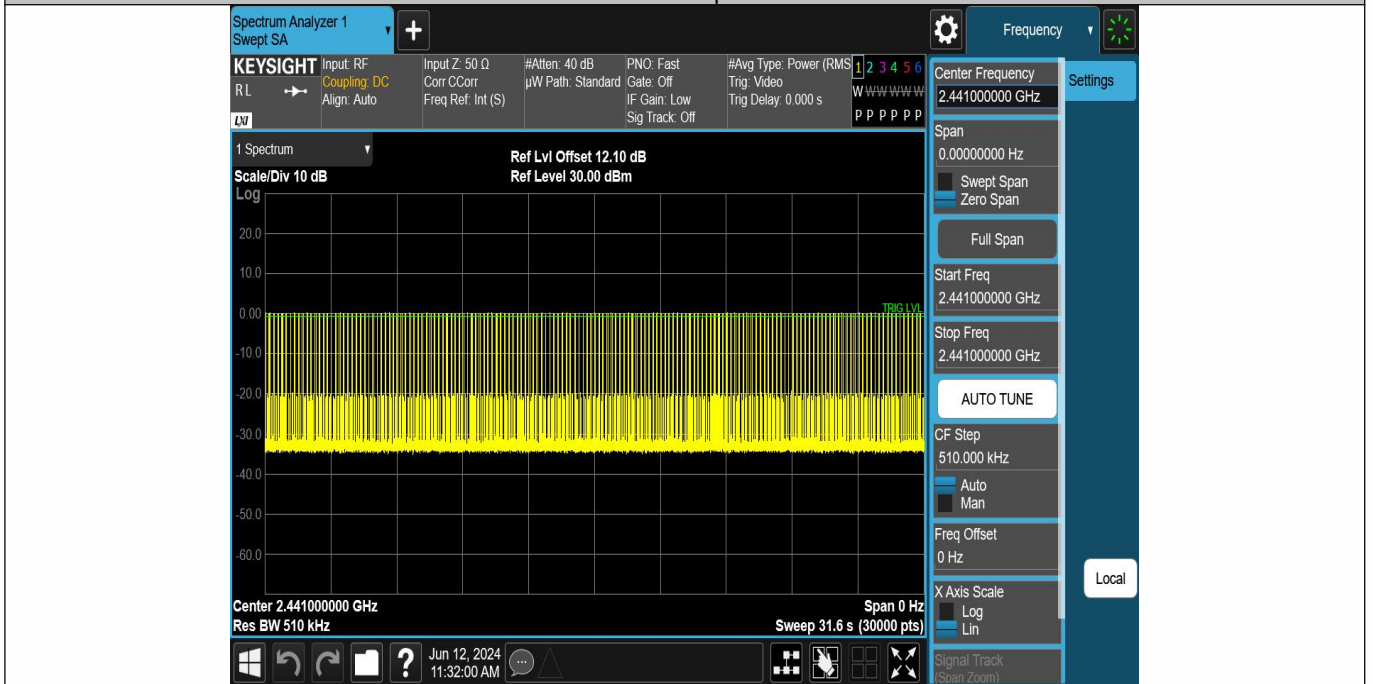 Spectrum Analyzer 1
Swept SA
+
Frequency
KEYSIGHT
Input: RF
Input Z: 50 Ω
#Atten: 40 dB
PNO: Fast
#Avg Type: Power (RMS
1 2 3 4 5 6
Center Frequency
Settings
RL
Coupling: DC
Corr CCorr
µW Path: Standard
Gate: Off
Trig: Video
W W W W W W
2.441000000 GHz
Align: Auto
Freq Ref: Int (S)
IF Gain: Low
Trig Delay: 0.000 s
LXI
Sig Track: Off
P P P P P P
1 Spectrum
Ref Lvl Offset 12.10 dB
Span
0.00000000 Hz
Scale/Div 10 dB
Ref Level 30.00 dBm
Swept Span
Zero Span
Log
20.0
Full Span
10.0
Start Freq
2.441000000 GHz
0.00
TRIG LVL
Stop Freq
-10.0
2.441000000 GHz
-20.0
AUTO TUNE
-30.0
CF Step
510.000 kHz
-40.0
Auto
Man
-50.0
Freq Offset
-60.0
0 Hz
Local
X Axis Scale
Center 2.441000000 GHz
Span 0 Hz
Log
Res BW 510 kHz
Sweep 31.6 s (30000 pts)
Lin
?
Jun 12, 2024
11:32:00 AM
Signal Track
(Span Zoom)